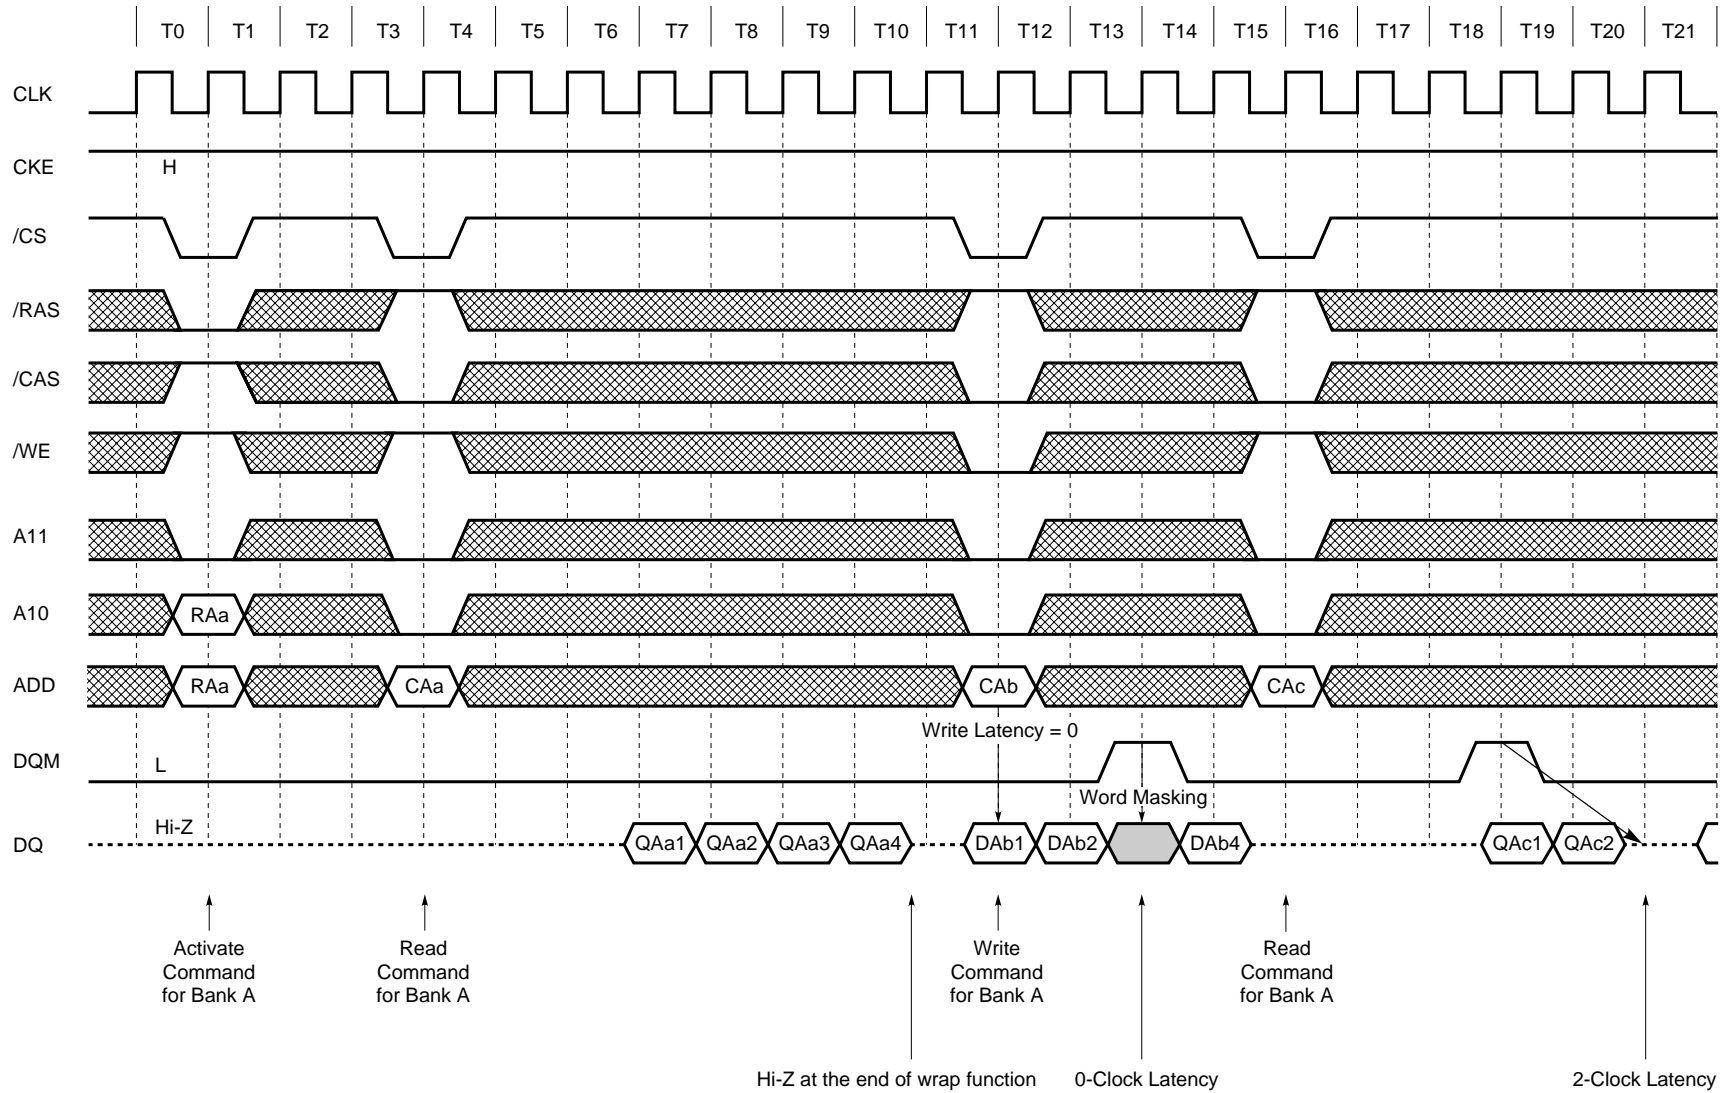 T0 T1 T2 T3 T4 T5 T6 T7 T8 T9 T10 T11 T12 T13 T14 T15 T16 T17 T18 T19 T20 T21
CLK
CKE H
/CS
/RAS
/CAS
/WE
A11
A10 RAa
ADD RAa CAa CAb CAc
Write Latency = 0
DQM L
Word Masking
Hi-Z
DQ QAa1 QAa2 QAa3 QAa4 DAb1 DAb2 DAb4 QAc1 QAc2
Activate
Command
for Bank A
Read
Command
for Bank A
Write
Command
for Bank A
Read
Command
for Bank A
Hi-Z at the end of wrap function
0-Clock Latency
2-Clock Latency